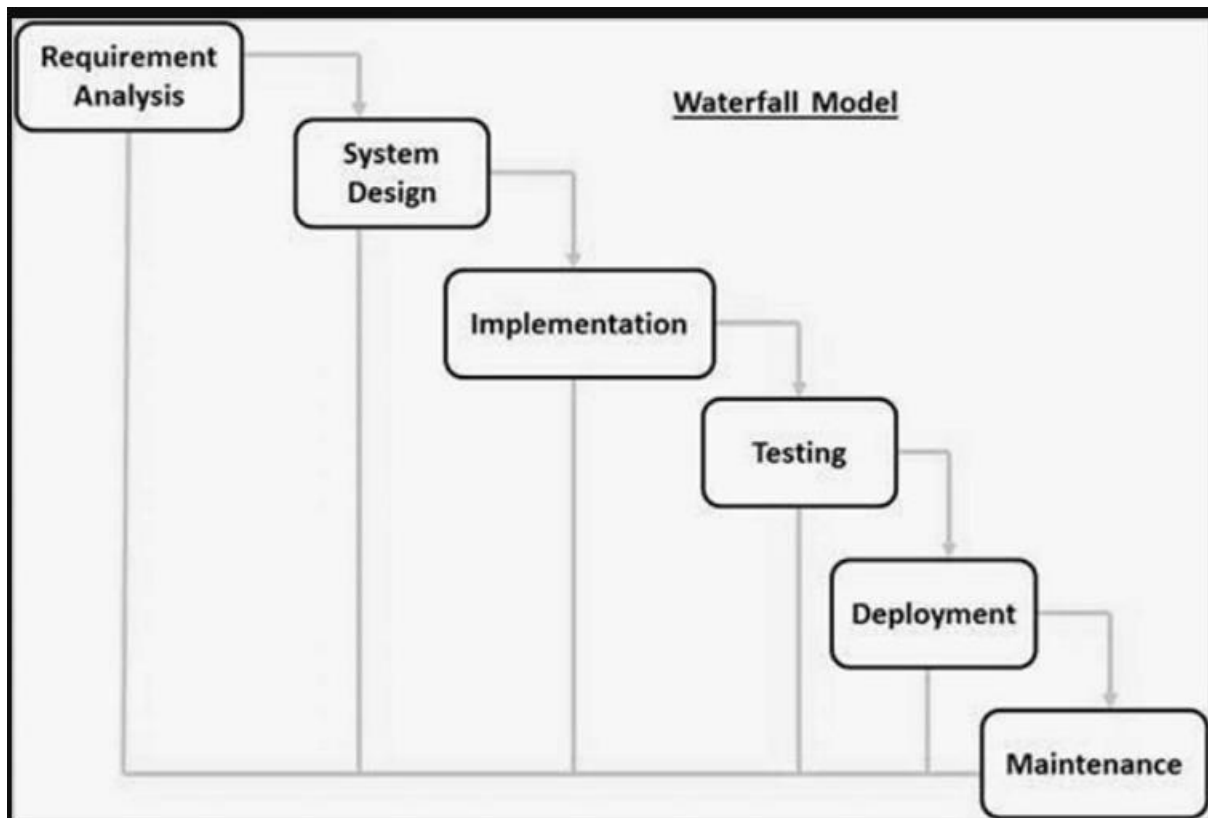 Requirement
Analysis
Waterfall Model
System
Design
Implementation
Testing
Deployment
Maintenance